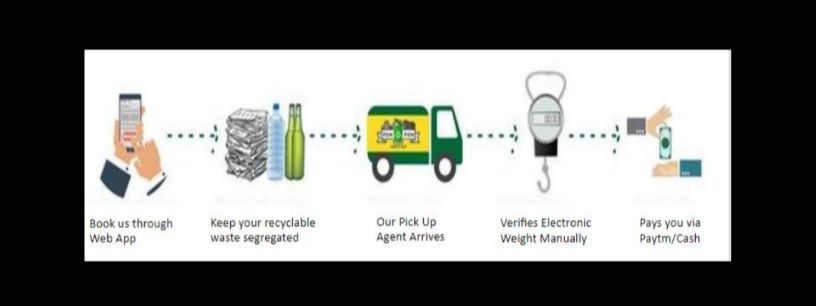 Book us through
Web App
Keep your recyclable
waste segregated
Our Pick Up
Agent Arrives
Verifies Electronic
Weight Manually
Pays you via
Paytm/Cash